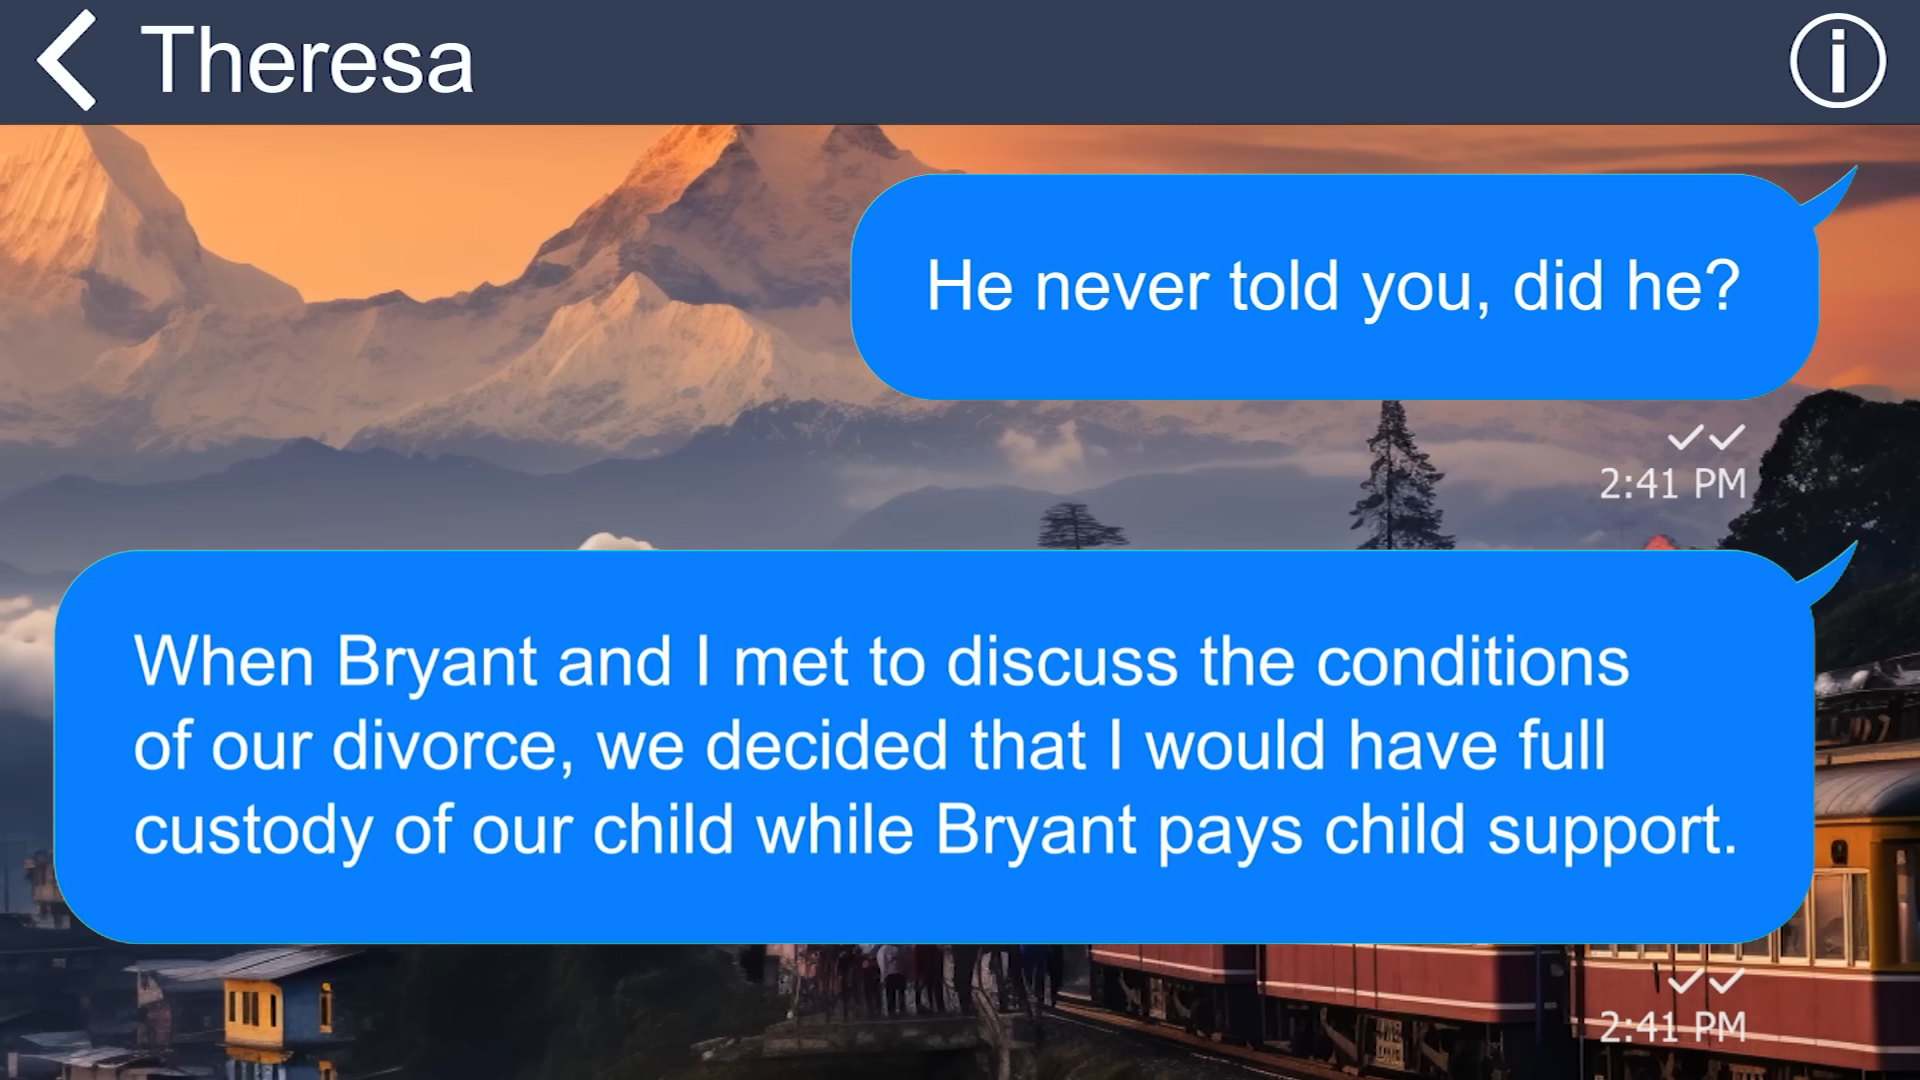 Theresa
He never told you, did he?
2:41 PM
When Bryant and I met to discuss the conditions
of our divorce, we decided that I would have full
custody of our child while Bryant pays child support.
2:41 PM